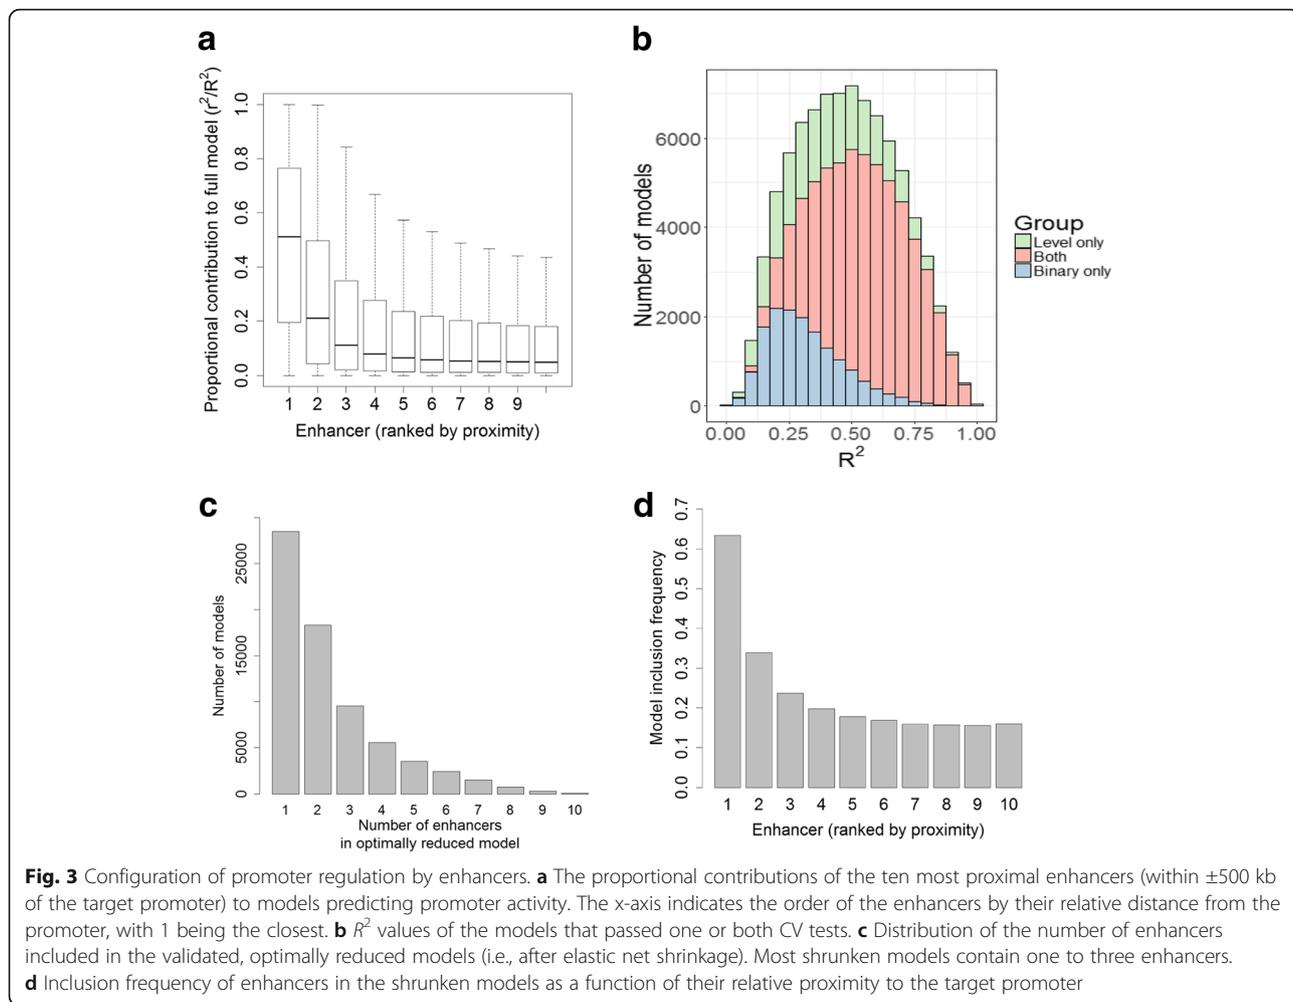 a
Proportional contribution to full model (r²/R²)
0.0 0.2 0.4 0.6 0.8 1.0
1 2 3 4 5 6 7 8 9
Enhancer (ranked by proximity)
b
Number of models
6000
4000
2000
0
0.00 0.25 0.50 0.75 1.00
R²
Group
Level only
Both
Binary only
c
Number of models
0 5000 15000 25000
1 2 3 4 5 6 7 8 9 10
Number of enhancers
in optimally reduced model
d
Model inclusion frequency
0.0 0.1 0.2 0.3 0.4 0.5 0.6 0.7
1 2 3 4 5 6 7 8 9 10
Enhancer (ranked by proximity)
Fig. 3 Configuration of promoter regulation by enhancers. a The proportional contributions of the ten most proximal enhancers (within ±500 kb
of the target promoter) to models predicting promoter activity. The x-axis indicates the order of the enhancers by their relative distance from the
promoter, with 1 being the closest. b R² values of the models that passed one or both CV tests. c Distribution of the number of enhancers
included in the validated, optimally reduced models (i.e., after elastic net shrinkage). Most shrunken models contain one to three enhancers.
d Inclusion frequency of enhancers in the shrunken models as a function of their relative proximity to the target promoter